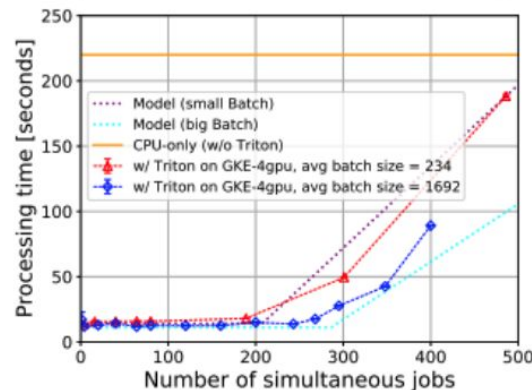 Processing time [seconds]
250
200
150
100
50
0
Model (small Batch)
Model (big Batch)
CPU-only (w/o Triton)
w/ Triton on GKE-4gpu, avg batch size = 234
w/ Triton on GKE-4gpu, avg batch size = 1692
0 100 200 300 400 500
Number of simultaneous jobs